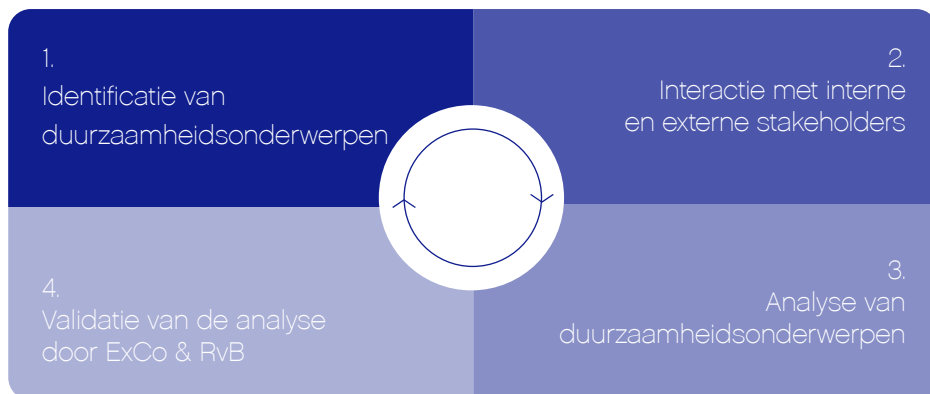 1.
Identificatie van
duurzaamheidsonderwerpen
2.
Interactie met interne
en externe stakeholders
3.
Analyse van
duurzaamheidsonderwerpen
4.
Validatie van de analyse
door ExCo & RvB